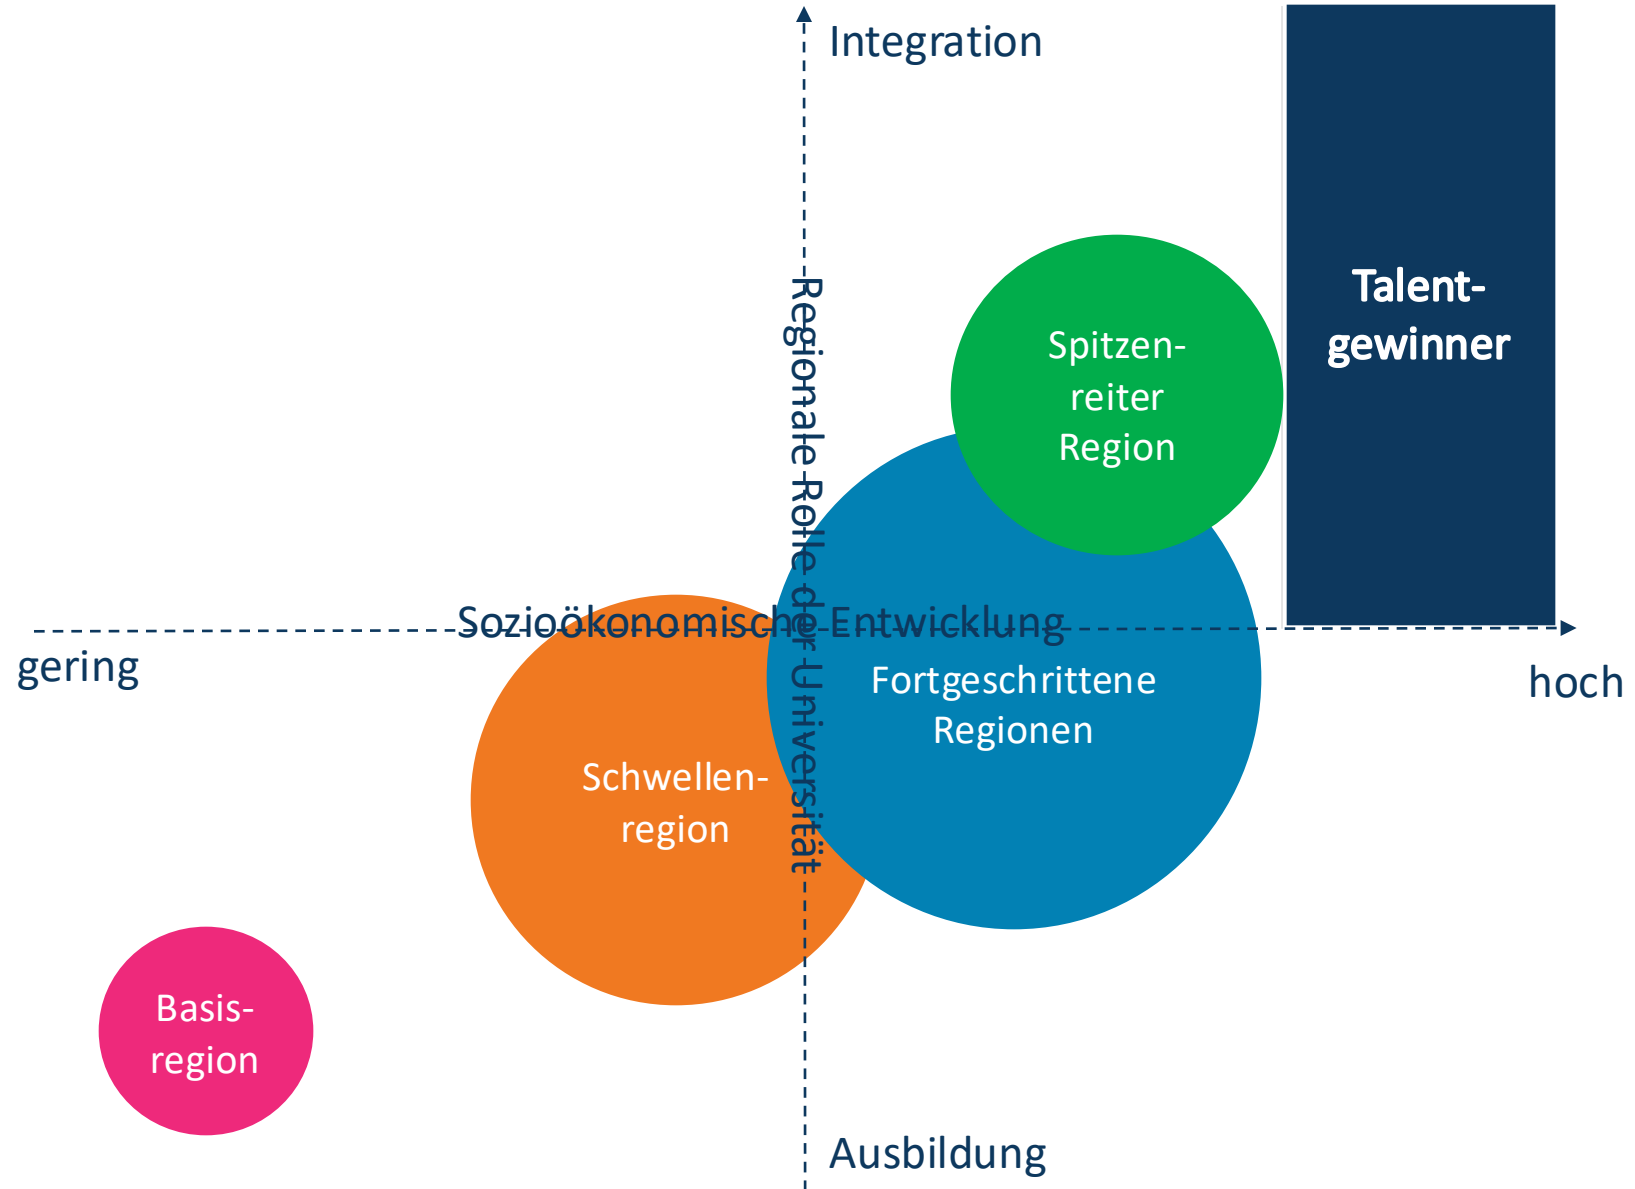 Integration
Talent-
gewinner
Spitzen-
reiter
Region
Regionale Rolle der Universität
Sozioökonomische Entwicklung
gering
hoch
Fortgeschrittene
Regionen
Schwellen-
region
Basis-
region
Ausbildung